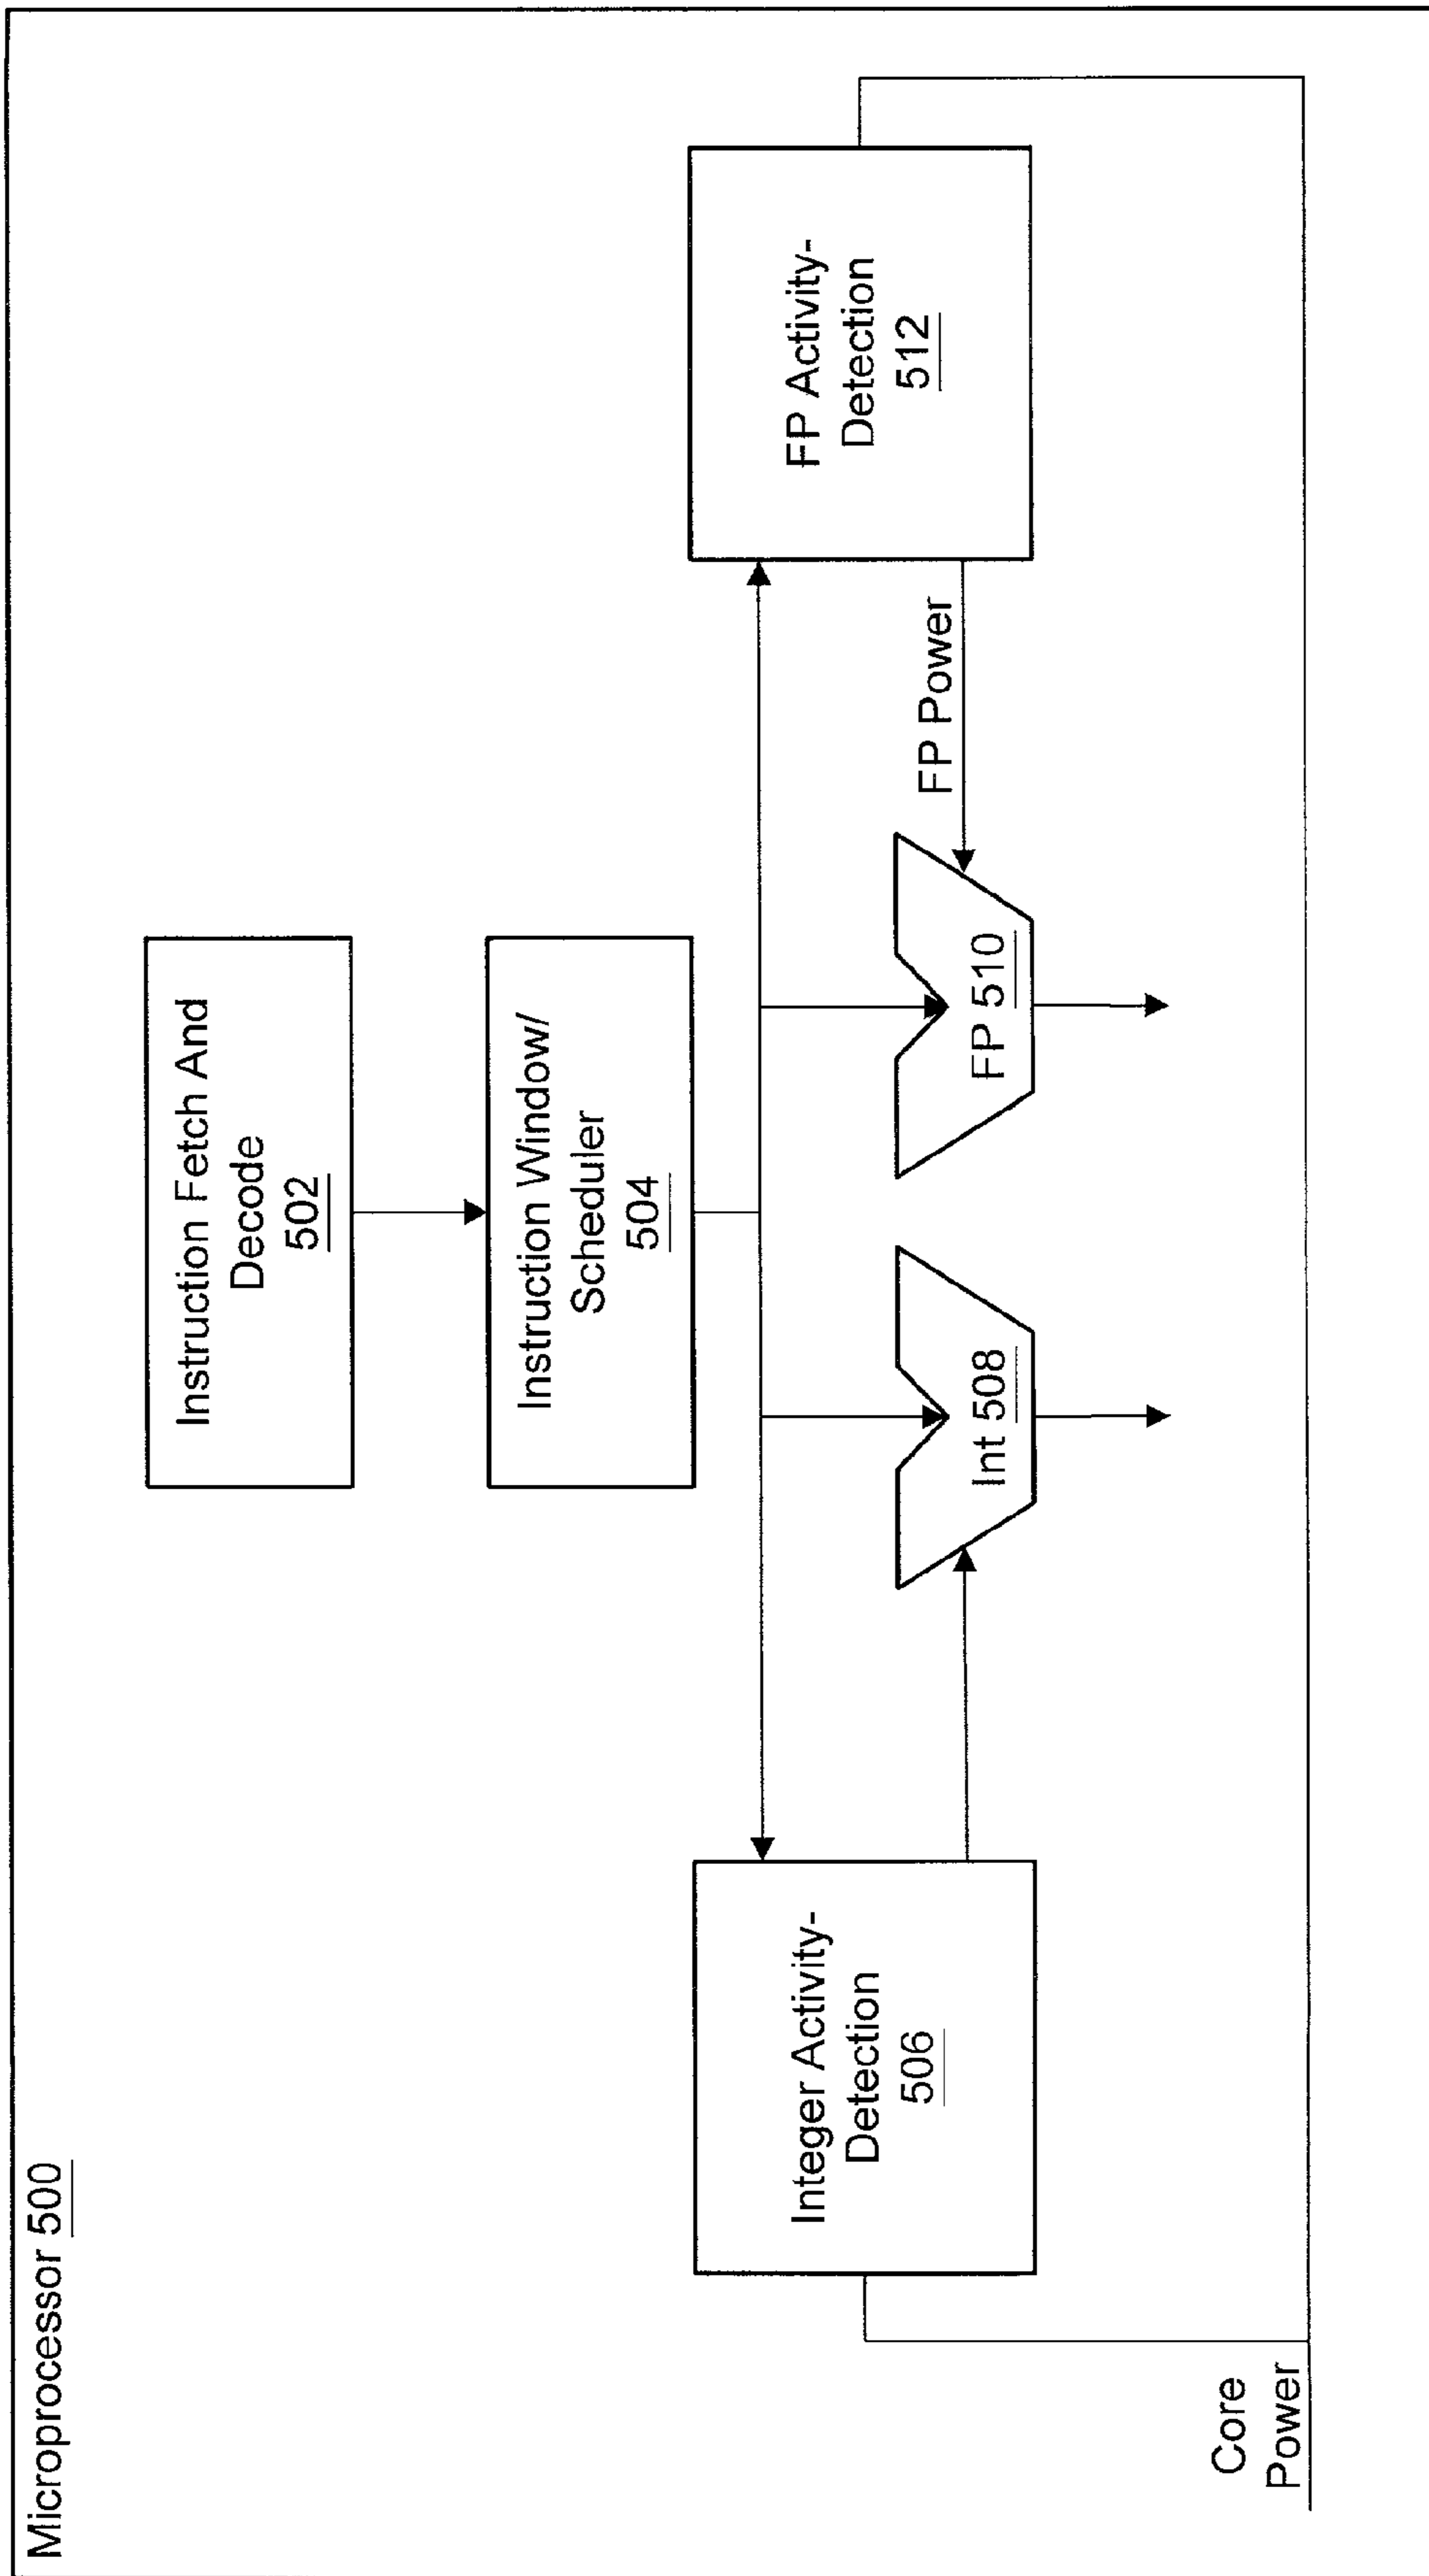 Microprocessor 500
Instruction Fetch And
Decode
502
Instruction Window/
Scheduler
504
Integer Activity-
Detection
506
Int 508
FP 510
FP Power
FP Activity-
Detection
512
Core
Power